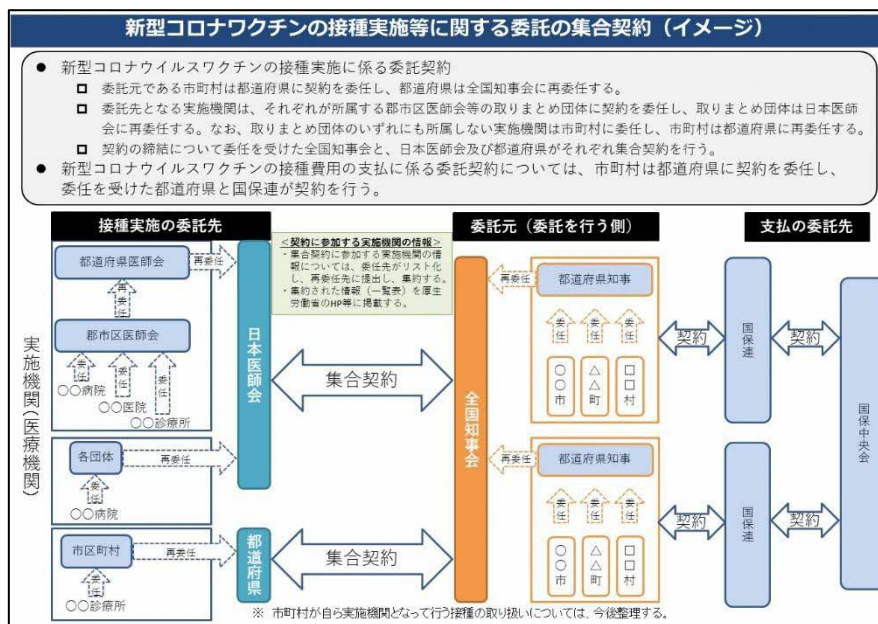 新型コロナワクチンの接種実施等に関する委託の集合契約（イメージ）
● 新型コロナウイルスワクチンの接種実施に係る委託契約
□ 委託元である市町村は都道府県に契約を委任し、都道府県は全国知事会に再委任する。
□ 委託先となる実施機関は、それぞれが所属する郡市区医師会等の取りまとめ団体に契約を委任し、取りまとめ団体は日本医師
会に再委任する。なお、取りまとめ団体のいずれにも所属しない実施機関は市町村に委任し、市町村は都道府県に再委任する。
□ 契約の締結について委任を受けた全国知事会と、日本医師会及び都道府県がそれぞれ集合契約を行う。
● 新型コロナウイルスワクチンの接種費用の支払に係る委託契約については、市町村は都道府県に契約を委任し、
委任を受けた都道府県と国保連が契約を行う。
接種実施の委託先
委託元（委託を行う側）
支払の委託先
＜契約に参加する実施機関の情報＞
・集合契約に参加する実施機関の情
報については、委託先がリスト化
し、再委任先に提出し、集約する。
・集約された情報（一覧表）を厚生
労働省のHP等に掲載する。
実施機関（医療機関）
都道府県医師会
再委任
再委任
郡市区医師会
委任
委任
委任
〇〇病院
〇〇医院
〇〇診療所
各団体
再委任
委任
〇〇病院
市区町村
再委任
委任
〇〇診療所
日本医師会
都道府県
集合契約
集合契約
全国知事会
再委任
都道府県知事
委任
委任
委任
〇〇市
△△町
□□村
再委任
都道府県知事
委任
委任
委任
〇〇市
△△町
□□村
契約
国保連
契約
契約
国保連
契約
国保中央会
※ 市町村が自ら実施機関となって行う接種の取り扱いについては、今後整理する。